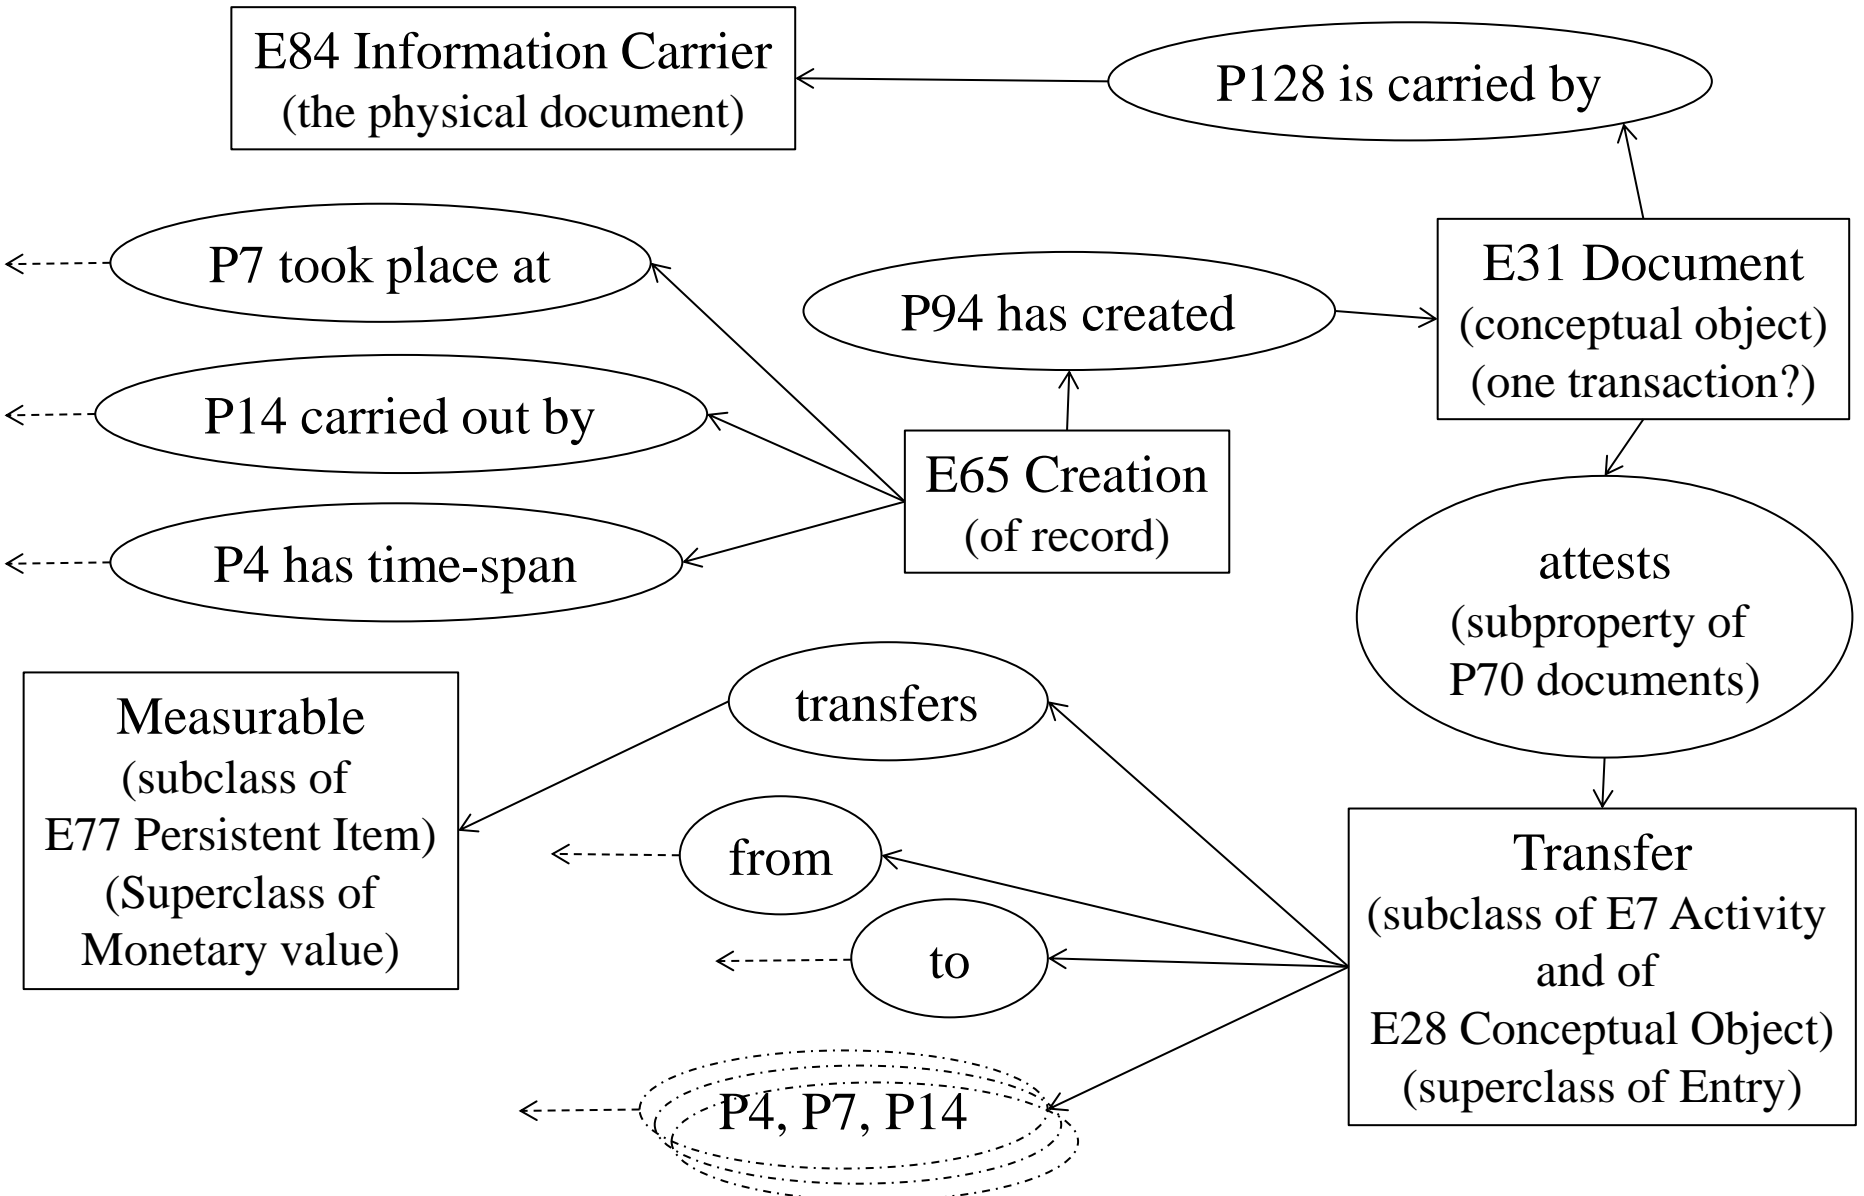 E84 Information Carrier
(the physical document)
P128 is carried by
P7 took place at
P94 has created
E31 Document
(conceptual object)
(one transaction?)
P14 carried out by
E65 Creation
(of record)
P4 has time-span
attests
(subproperty of
P70 documents)
Measurable
(subclass of
E77 Persistent Item)
(Superclass of
Monetary value)
transfers
from
to
P4, P7, P14
Transfer
(subclass of E7 Activity
and of
E28 Conceptual Object)
(superclass of Entry)